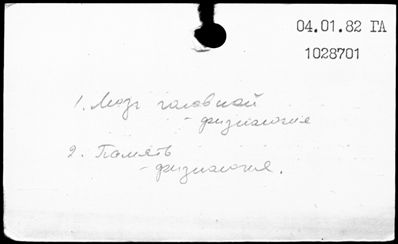 04.01.82 ГА
1028701
1. Мозг головной
- физиология
2. Память
- физиология.